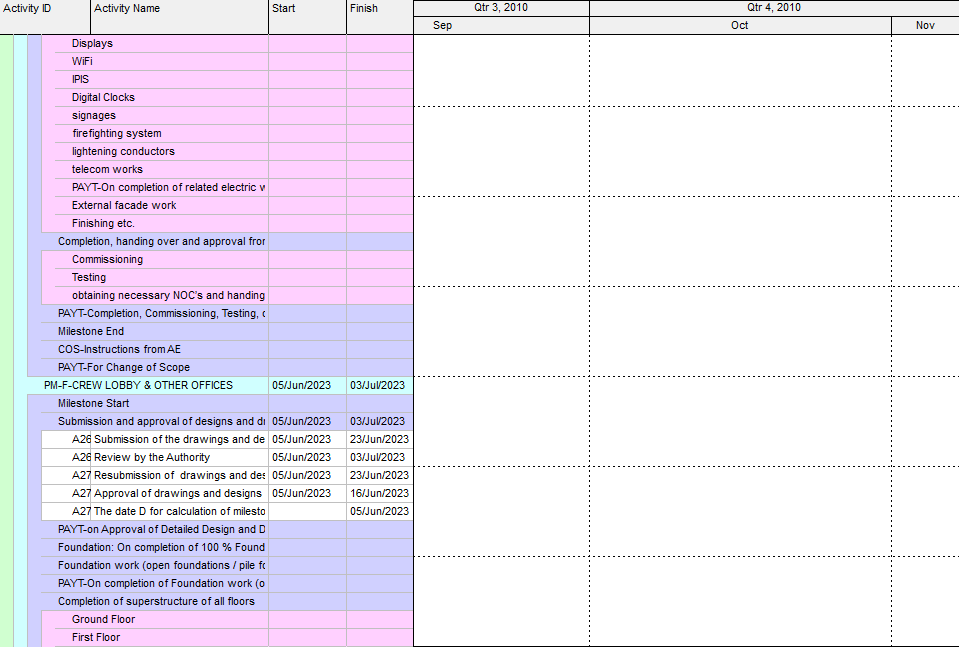 Activity ID Activity Name Start Finish Qtr 3, 2010 Qtr 4, 2010
Sep Oct Nov
Displays
WiFi
IPIS
Digital Clocks
signages
firefighting system
lightening conductors
telecom works
PAYT-On completion of related electric w
External facade work
Finishing etc.
Completion, handing over and approval fror
Commissioning
Testing
obtaining necessary NOC's and handing
PAYT-Completion, Commissioning, Testing, c
Milestone End
COS-Instructions from AE
PAYT-For Change of Scope
PM-F-CREW LOBBY & OTHER OFFICES 05/Jun/2023 03/Jul/2023
Milestone Start
Submission and approval of designs and dr 05/Jun/2023 03/Jul/2023
A26 Submission of the drawings and de 05/Jun/2023 23/Jun/2023
A26 Review by the Authority 05/Jun/2023 03/Jul/2023
A27 Resubmission of drawings and des 05/Jun/2023 23/Jun/2023
A27 Approval of drawings and designs 05/Jun/2023 16/Jun/2023
A27 The date D for calculation of milesto 05/Jun/2023
PAYT-on Approval of Detailed Design and D
Foundation: On completion of 100 % Found
Foundation work (open foundations / pile fo
PAYT-On completion of Foundation work (o
Completion of superstructure of all floors
Ground Floor
First Floor